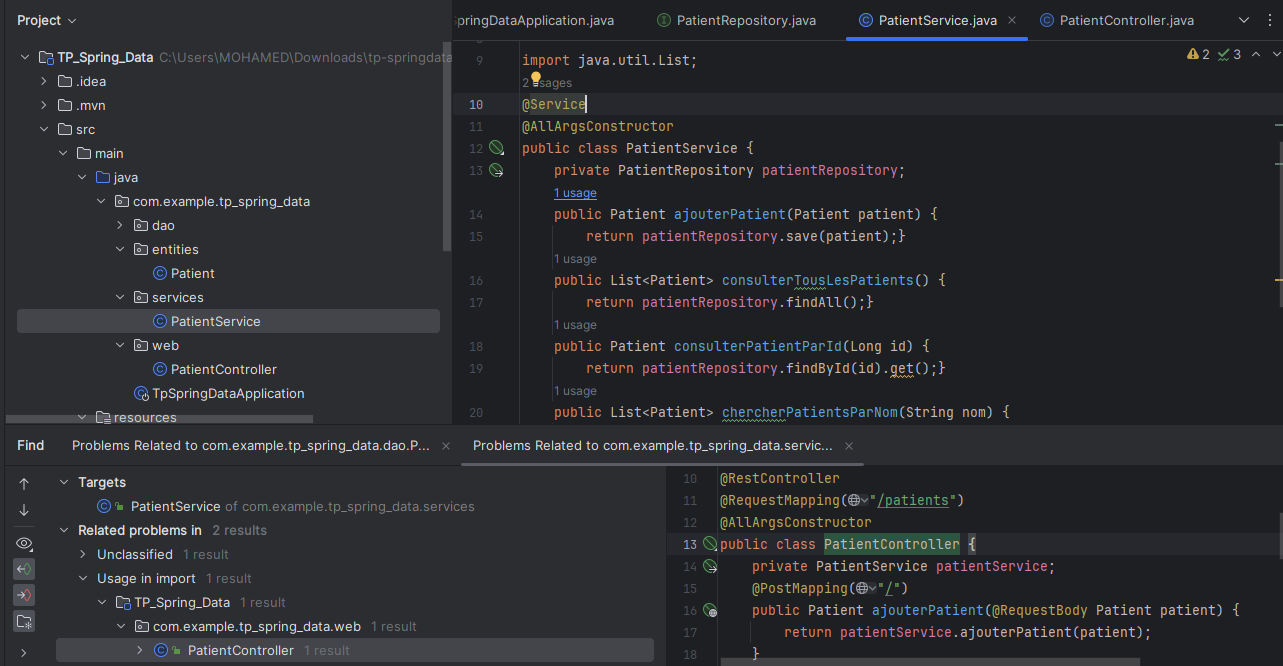 Project
TP_Spring_Data C:\Users\MOHAMED\Downloads\tp-springdata
.idea
.mvn
src
main
java
com.example.tp_spring_data
dao
entities
Patient
services
PatientService
web
PatientController
TpSpringDataApplication
resources
pringDataApplication.java
PatientRepository.java
PatientService.java
PatientController.java
2 3
9 import java.util.List;
2 usages
10 @Service
11 @AllArgsConstructor
12 public class PatientService {
13 private PatientRepository patientRepository;
1 usage
14 public Patient ajouterPatient(Patient patient) {
15 return patientRepository.save(patient);}
1 usage
16 public List<Patient> consulterTousLesPatients() {
17 return patientRepository.findAll();}
1 usage
18 public Patient consulterPatientParId(Long id) {
19 return patientRepository.findById(id).get();}
1 usage
20 public List<Patient> chercherPatientsParNom(String nom) {
Find
Problems Related to com.example.tp_spring_data.dao.P...
Problems Related to com.example.tp_spring_data.servic...
Targets
PatientService of com.example.tp_spring_data.services
Related problems in 2 results
Unclassified 1 result
Usage in import 1 result
TP_Spring_Data 1 result
com.example.tp_spring_data.web 1 result
PatientController 1 result
10 @RestController
11 @RequestMapping("/patients")
12 @AllArgsConstructor
13 public class PatientController {
14 private PatientService patientService;
15 @PostMapping("/")
16 public Patient ajouterPatient(@RequestBody Patient patient) {
17 return patientService.ajouterPatient(patient);
18 }